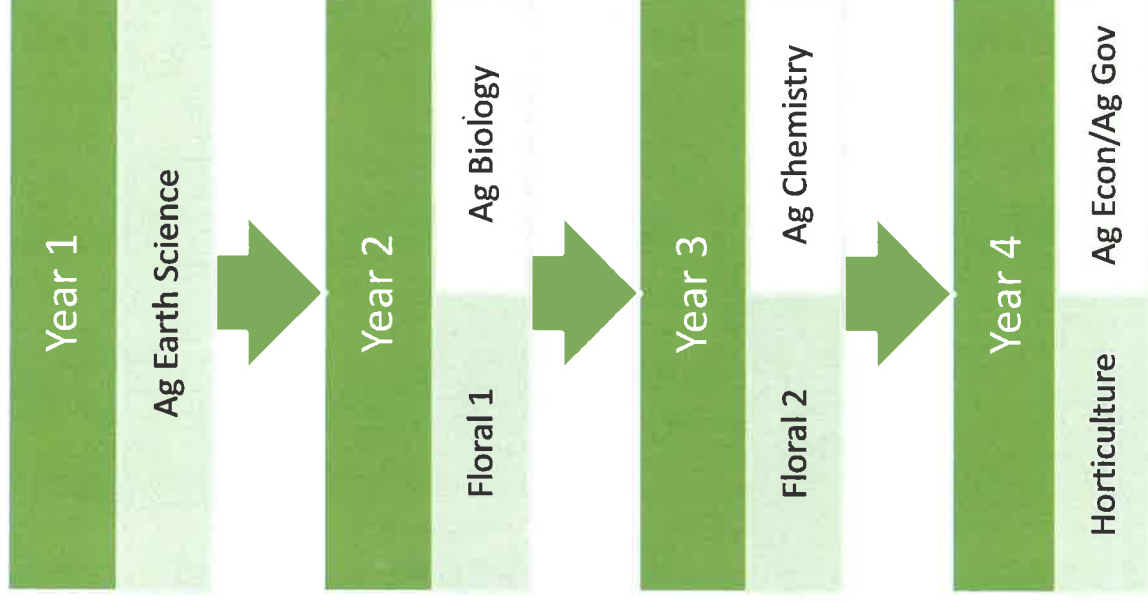 Year 1
Ag Earth Science
Year 2
Floral 1
Ag Biology
Year 3
Floral 2
Ag Chemistry
Year 4
Horticulture
Ag Econ/Ag Gov